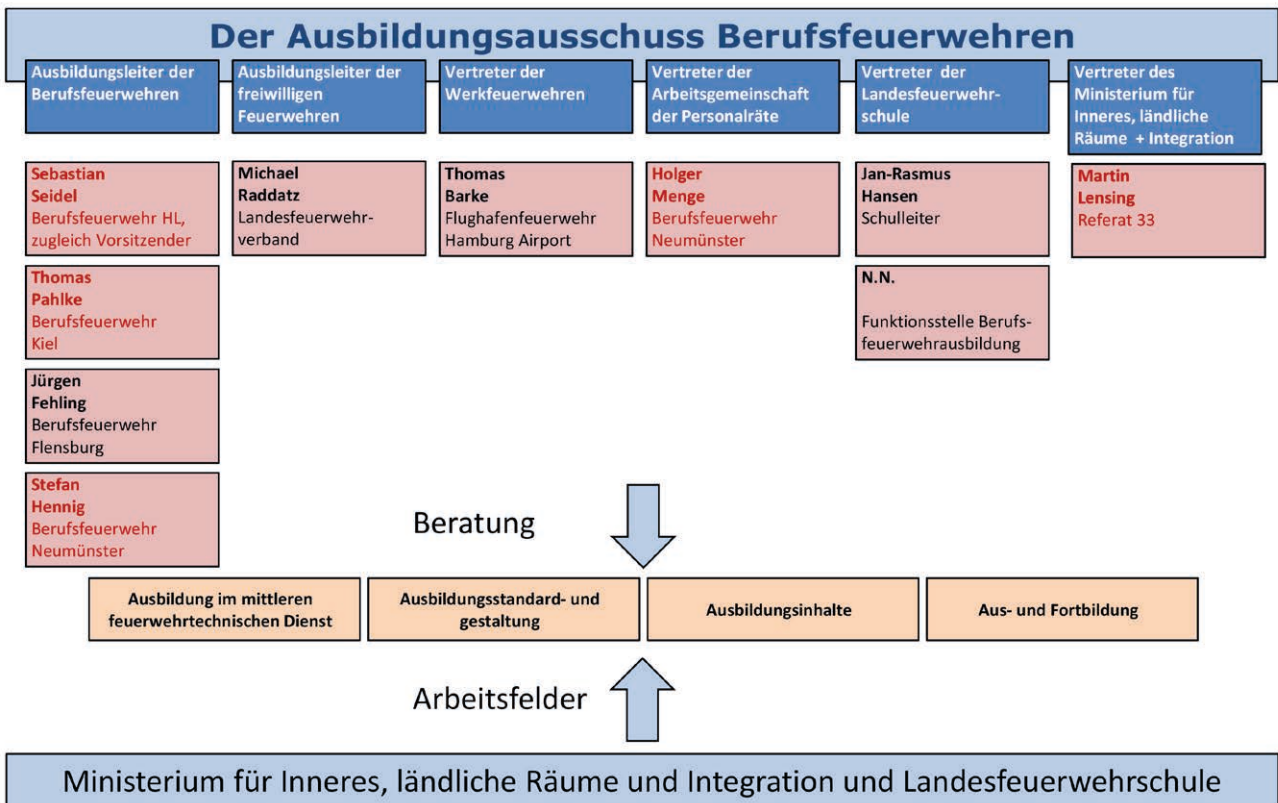 Der Ausbildungsausschuss Berufsfeuerwehren
Ausbildungsleiter der
Berufsfeuerwehren
Ausbildungsleiter der
freiwilligen
Feuerwehren
Vertreter der
Werkfeuerwehren
Vertreter der
Arbeitsgemeinschaft
der Personalräte
Vertreter der
Landesfeuerwehr-
schule
Vertreter des
Ministerium für
Inneres, ländliche
Räume + Integration
Sebastian
Seidel
Berufsfeuerwehr HL,
zugleich Vorsitzender
Michael
Raddatz
Landesfeuerwehr-
verband
Thomas
Barke
Flughafenfeuerwehr
Hamburg Airport
Holger
Menge
Berufsfeuerwehr
Neumünster
Jan-Rasmus
Hansen
Schulleiter
Martin
Lensing
Referat 33
Thomas
Pahlke
Berufsfeuerwehr
Kiel
N.N.
Funktionsstelle Berufs-
feuerwehrausbildung
Jürgen
Fehling
Berufsfeuerwehr
Flensburg
Stefan
Hennig
Berufsfeuerwehr
Neumünster
Beratung
Ausbildung im mittleren
feuerwehrtechnischen Dienst
Ausbildungsstandard- und
gestaltung
Ausbildungsinhalte
Aus- und Fortbildung
Arbeitsfelder
Ministerium für Inneres, ländliche Räume und Integration und Landesfeuerwehrschule